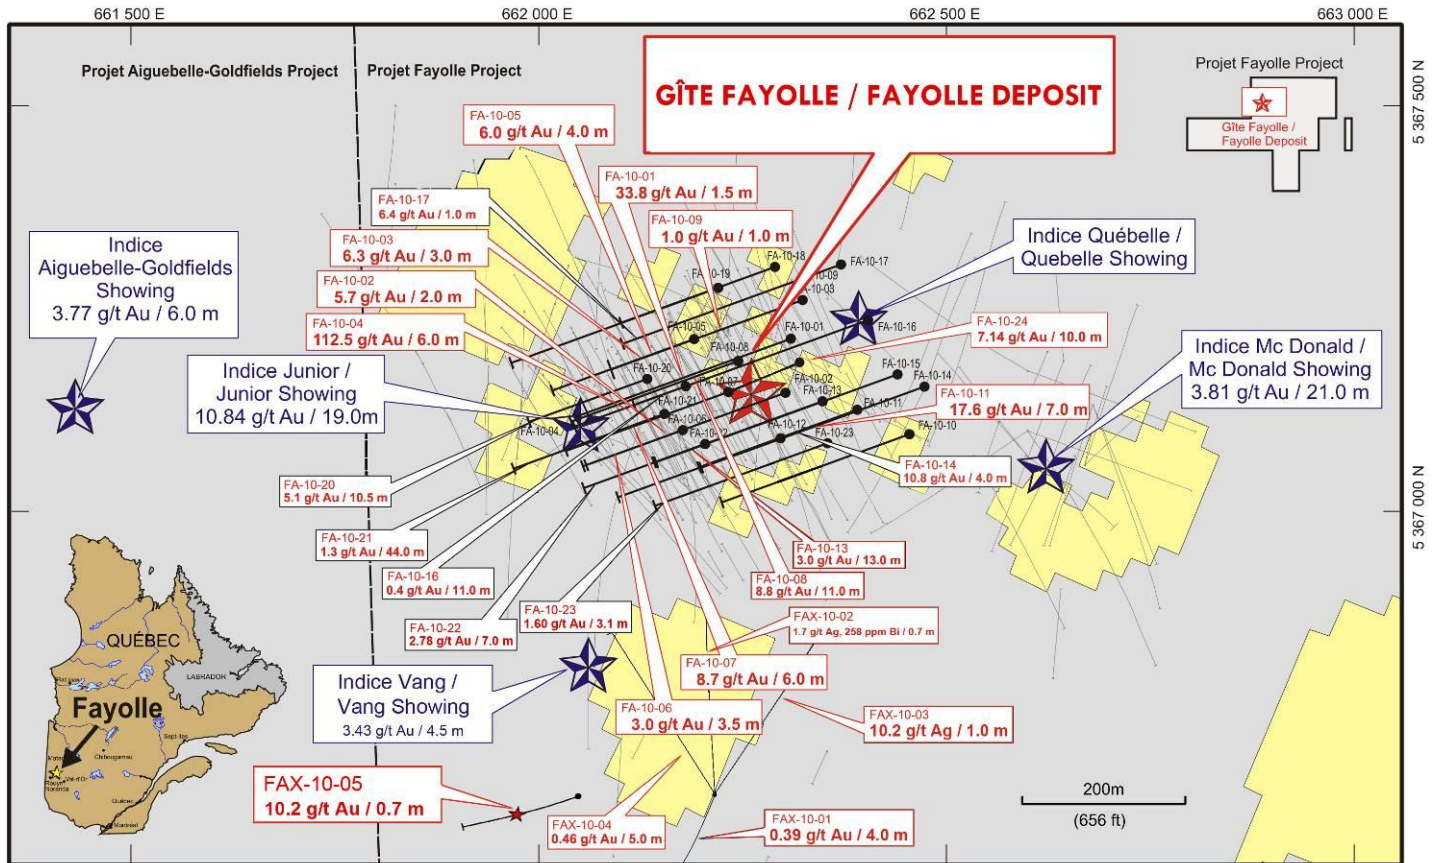 661 500 E
662 000 E
662 500 E
663 000 E
Projet Aiguebelle-Goldfields Project
Projet Fayolle Project
GÎTE FAYOLLE / FAYOLLE DEPOSIT
Projet Fayolle Project
Gîte Fayolle /
Fayolle Deposit
5 367 500 N
5 367 000 N
FA-10-05
6.0 g/t Au / 4.0 m
FA-10-01
33.8 g/t Au / 1.5 m
FA-10-17
6.4 g/t Au / 1.0 m
FA-10-09
1.0 g/t Au / 1.0 m
FA-10-03
6.3 g/t Au / 3.0 m
FA-10-02
5.7 g/t Au / 2.0 m
FA-10-04
112.5 g/t Au / 6.0 m
Indice
Aiguebelle-Goldfields
Showing
3.77 g/t Au / 6.0 m
Indice Québelle /
Quebelle Showing
FA-10-24
7.14 g/t Au / 10.0 m
Indice Mc Donald /
Mc Donald Showing
3.81 g/t Au / 21.0 m
Indice Junior /
Junior Showing
10.84 g/t Au / 19.0m
FA-10-11
17.6 g/t Au / 7.0 m
FA-10-18
FA-10-17
FA-10-19
FA-10-03
FA-10-16
FA-10-05
FA-10-01
FA-10-08
FA-10-15
FA-10-20
FA-10-07
FA-10-02
FA-10-14
FA-10-13
FA-10-21
FA-10-11
FA-10-04
FA-10-06
FA-10-10
FA-10-12
FA-10-23
FA-10-14
10.8 g/t Au / 4.0 m
FA-10-20
5.1 g/t Au / 10.5 m
FA-10-21
1.3 g/t Au / 44.0 m
FA-10-16
0.4 g/t Au / 11.0 m
FA-10-13
3.0 g/t Au / 13.0 m
FA-10-08
8.8 g/t Au / 11.0 m
FA-10-23
1.60 g/t Au / 3.1 m
FA-10-22
2.78 g/t Au / 7.0 m
FAX-10-02
1.7 g/t Ag, 258 ppm Bi / 0.7 m
FA-10-07
8.7 g/t Au / 6.0 m
Indice Vang /
Vang Showing
3.43 g/t Au / 4.5 m
FA-10-06
3.0 g/t Au / 3.5 m
FAX-10-03
10.2 g/t Ag / 1.0 m
FAX-10-05
10.2 g/t Au / 0.7 m
FAX-10-04
0.46 g/t Au / 5.0 m
FAX-10-01
0.39 g/t Au / 4.0 m
200m
(656 ft)
QUÉBEC
LABRADOR
Fayolle
Sept-Iles
Chibougamau
Val-d'Or
Rouyn
Noranda
Québec
Montréal